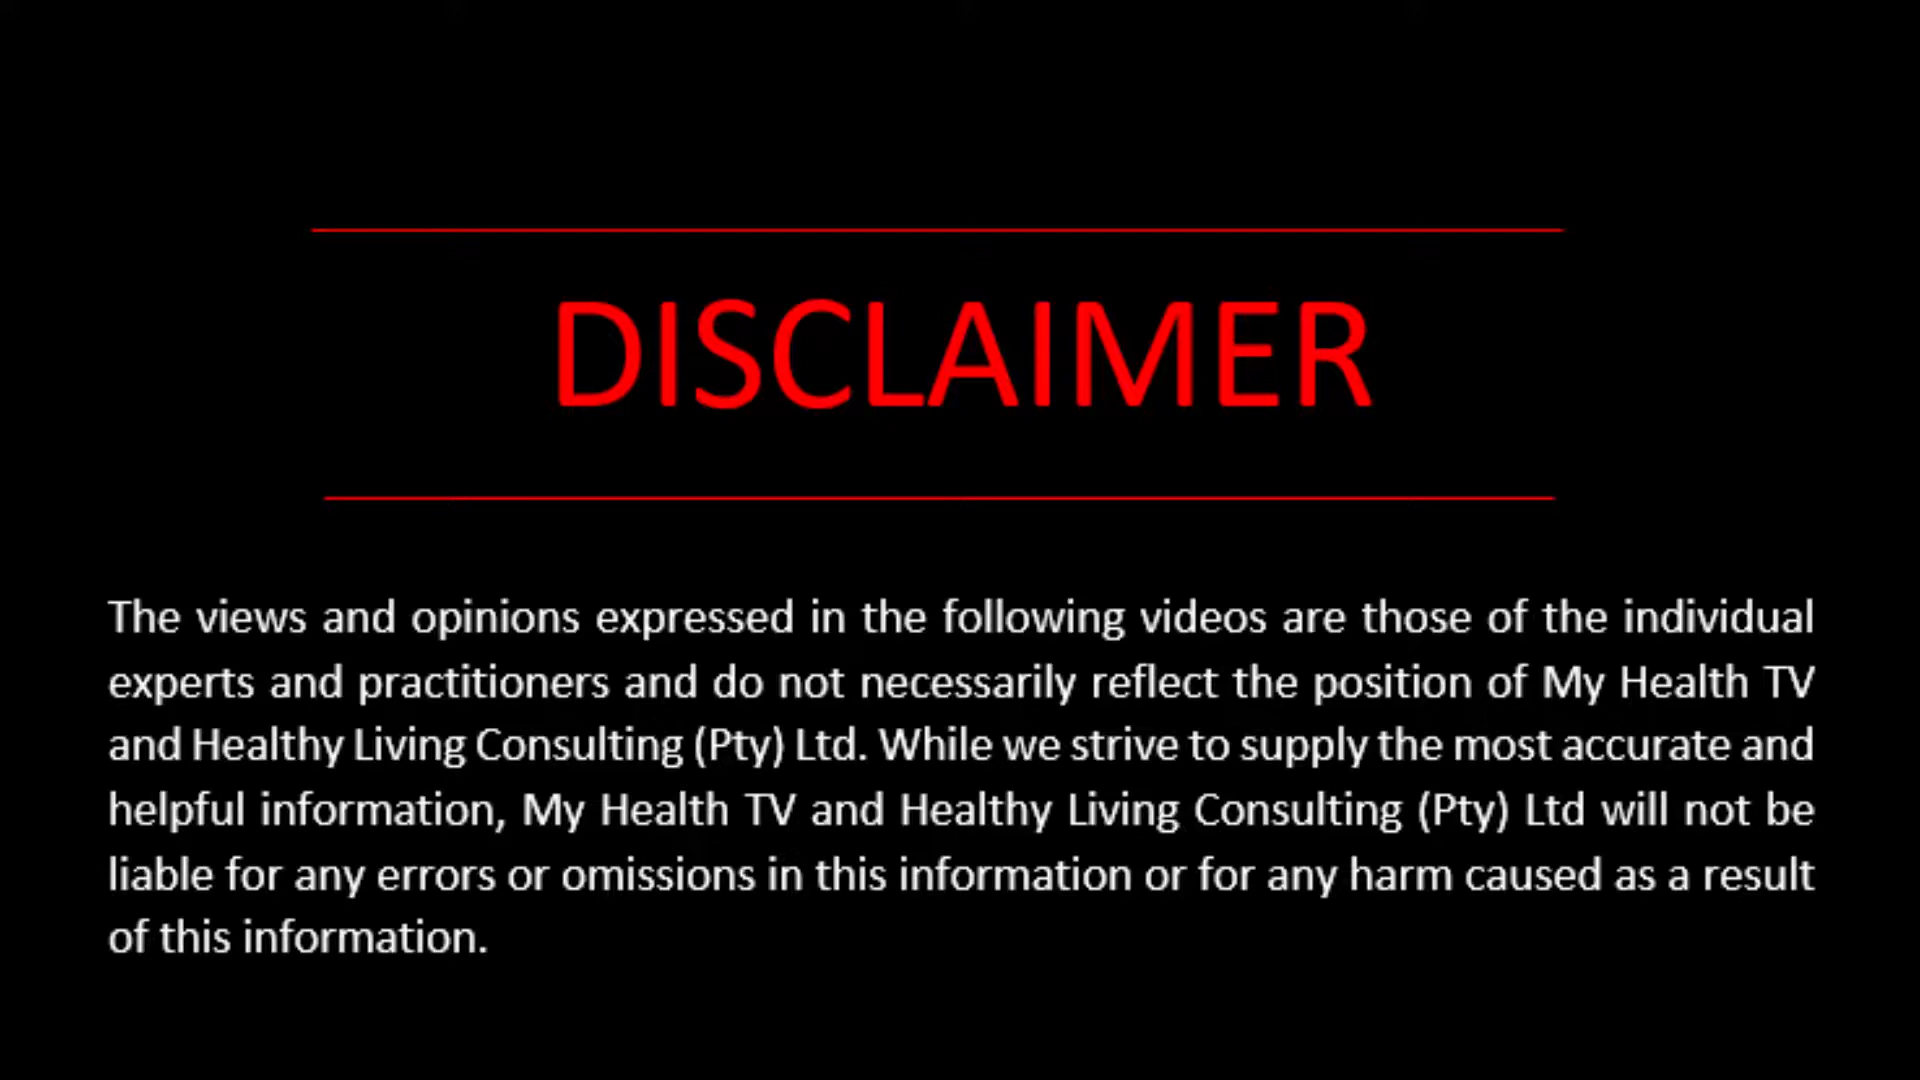 DISCLAIMER
The views and opinions expressed in the following videos are those of the individual
experts and practitioners and do not necessarily reflect the position of My Health TV
and Healthy Living Consulting (Pty) Ltd. While we strive to supply the most accurate and
helpful information, My Health TV and Healthy Living Consulting (Pty) Ltd will not be
liable for any errors or omissions in this information or for any harm caused as a result
of this information.